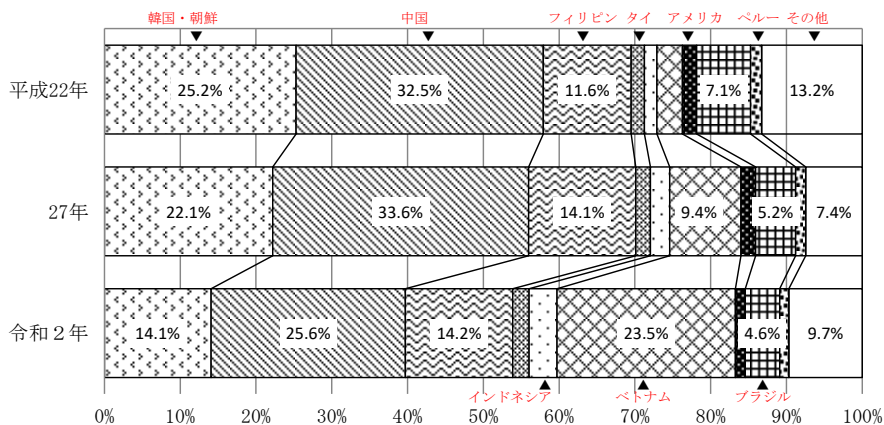 韓国・朝鮮 中国 フィリピン タイ アメリカ ペルー その他
平成22年 25.2% 32.5% 11.6% 7.1% 13.2%
27年 22.1% 33.6% 14.1% 9.4% 5.2% 7.4%
令和２年 14.1% 25.6% 14.2% 23.5% 4.6% 9.7%
インドネシア ベトナム ブラジル
0% 10% 20% 30% 40% 50% 60% 70% 80% 90% 100%